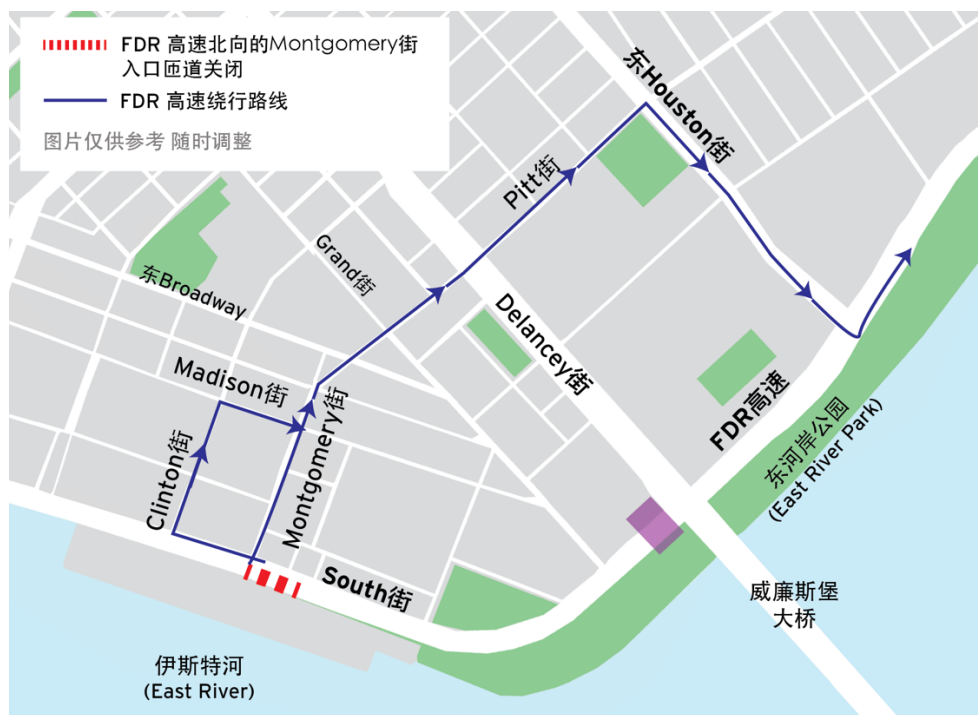 FDR 高速北向的Montgomery街
入口匝道关闭
FDR 高速绕行路线
图片仅供参考 随时调整
东Houston街
Pitt街
Grand街
东Broadway
Delancey街
Madison街
Montgomery街
Clinton街
FDR高速
东河岸公园
(East River Park)
South街
威廉斯堡
大桥
伊斯特河
(East River)